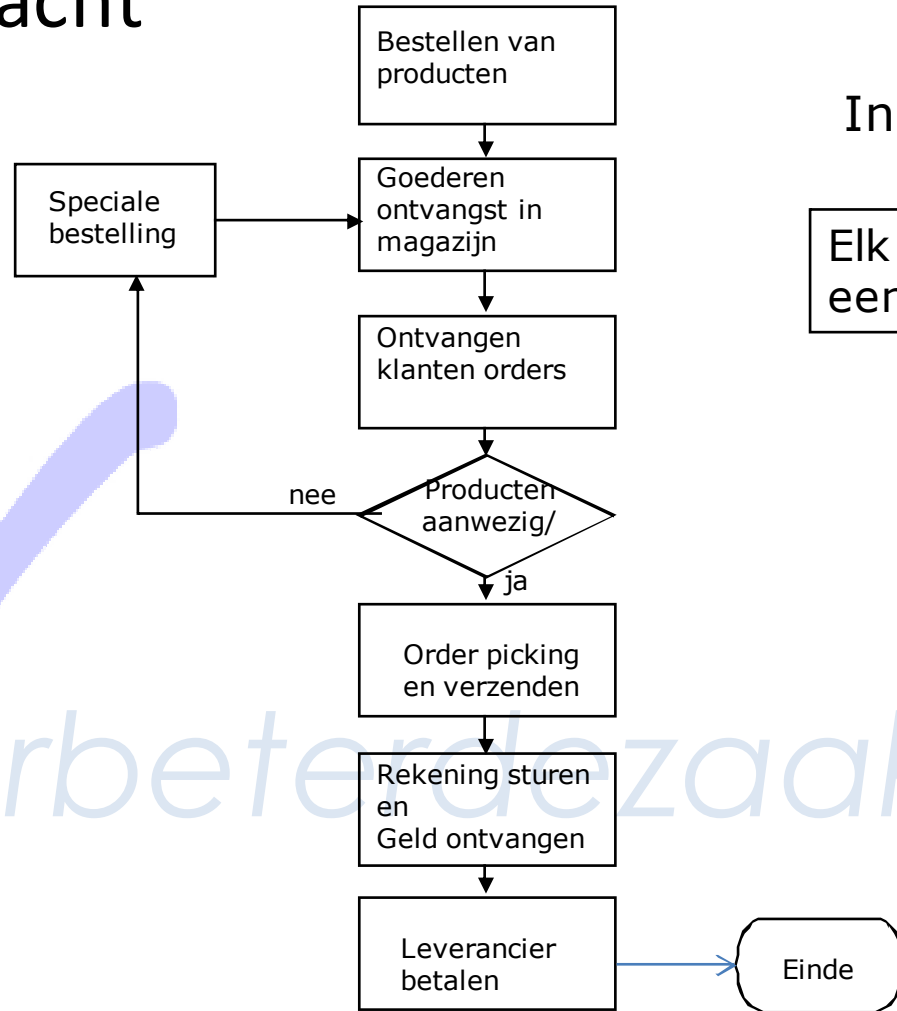 acht
Bestellen van
producten
In
Speciale
bestelling
Goederen
ontvangst in
magazijn
Elk
een
Ontvangen
klanten orders
nee
Producten
aanwezig/
ja
Order picking
en verzenden
rbeterdezaak
Rekening sturen
en
Geld ontvangen
Leverancier
betalen
Einde